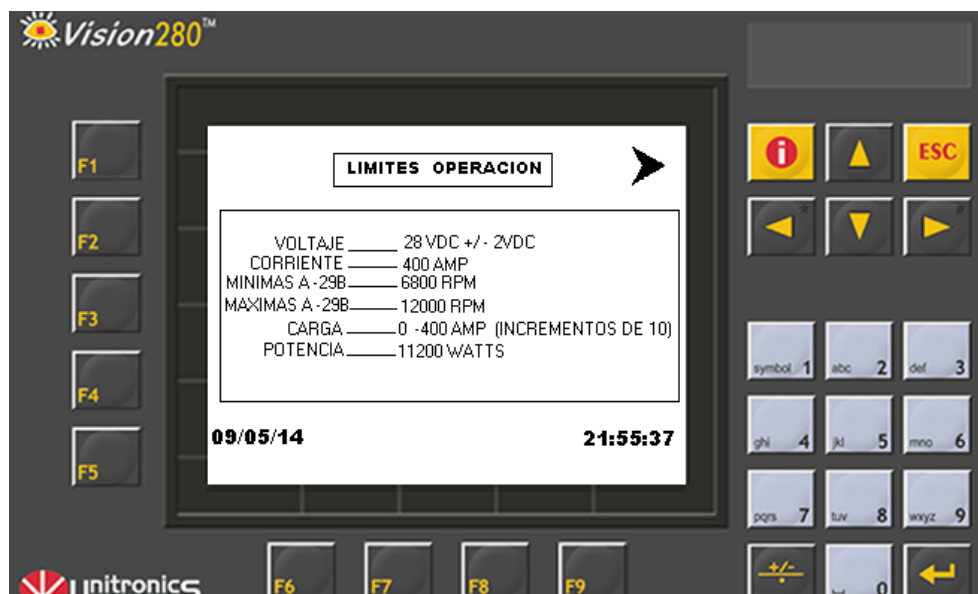 Vision280™
LIMITES OPERACION
VOLTAJE 28 VDC +/- 2VDC
CORRIENTE 400 AMP
MINIMAS A -29B 6800 RPM
MAXIMAS A -29B 12000 RPM
CARGA 0 -400 AMP (INCREMENTOS DE 10)
POTENCIA 11200 WATTS
09/05/14 21:55:37
F1
F2
F3
F4
F5
F6 F7 F8 F9
unitronics
i ESC
* #
symbol 1 abc 2 def 3
ghi 4 jkl 5 mno 6
pqrs 7 tuv 8 wxyz 9
+/- 0